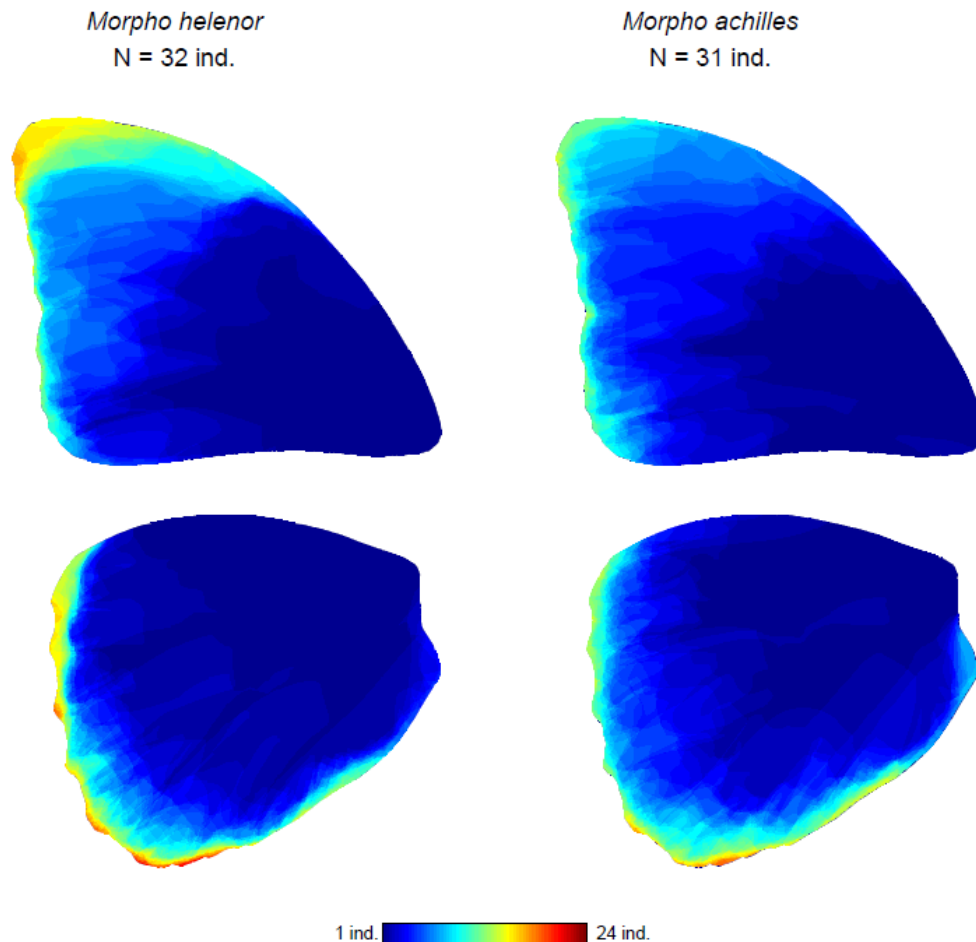 Morpho helenor
N = 32 ind.
Morpho achilles
N = 31 ind.
1 ind.
24 ind.